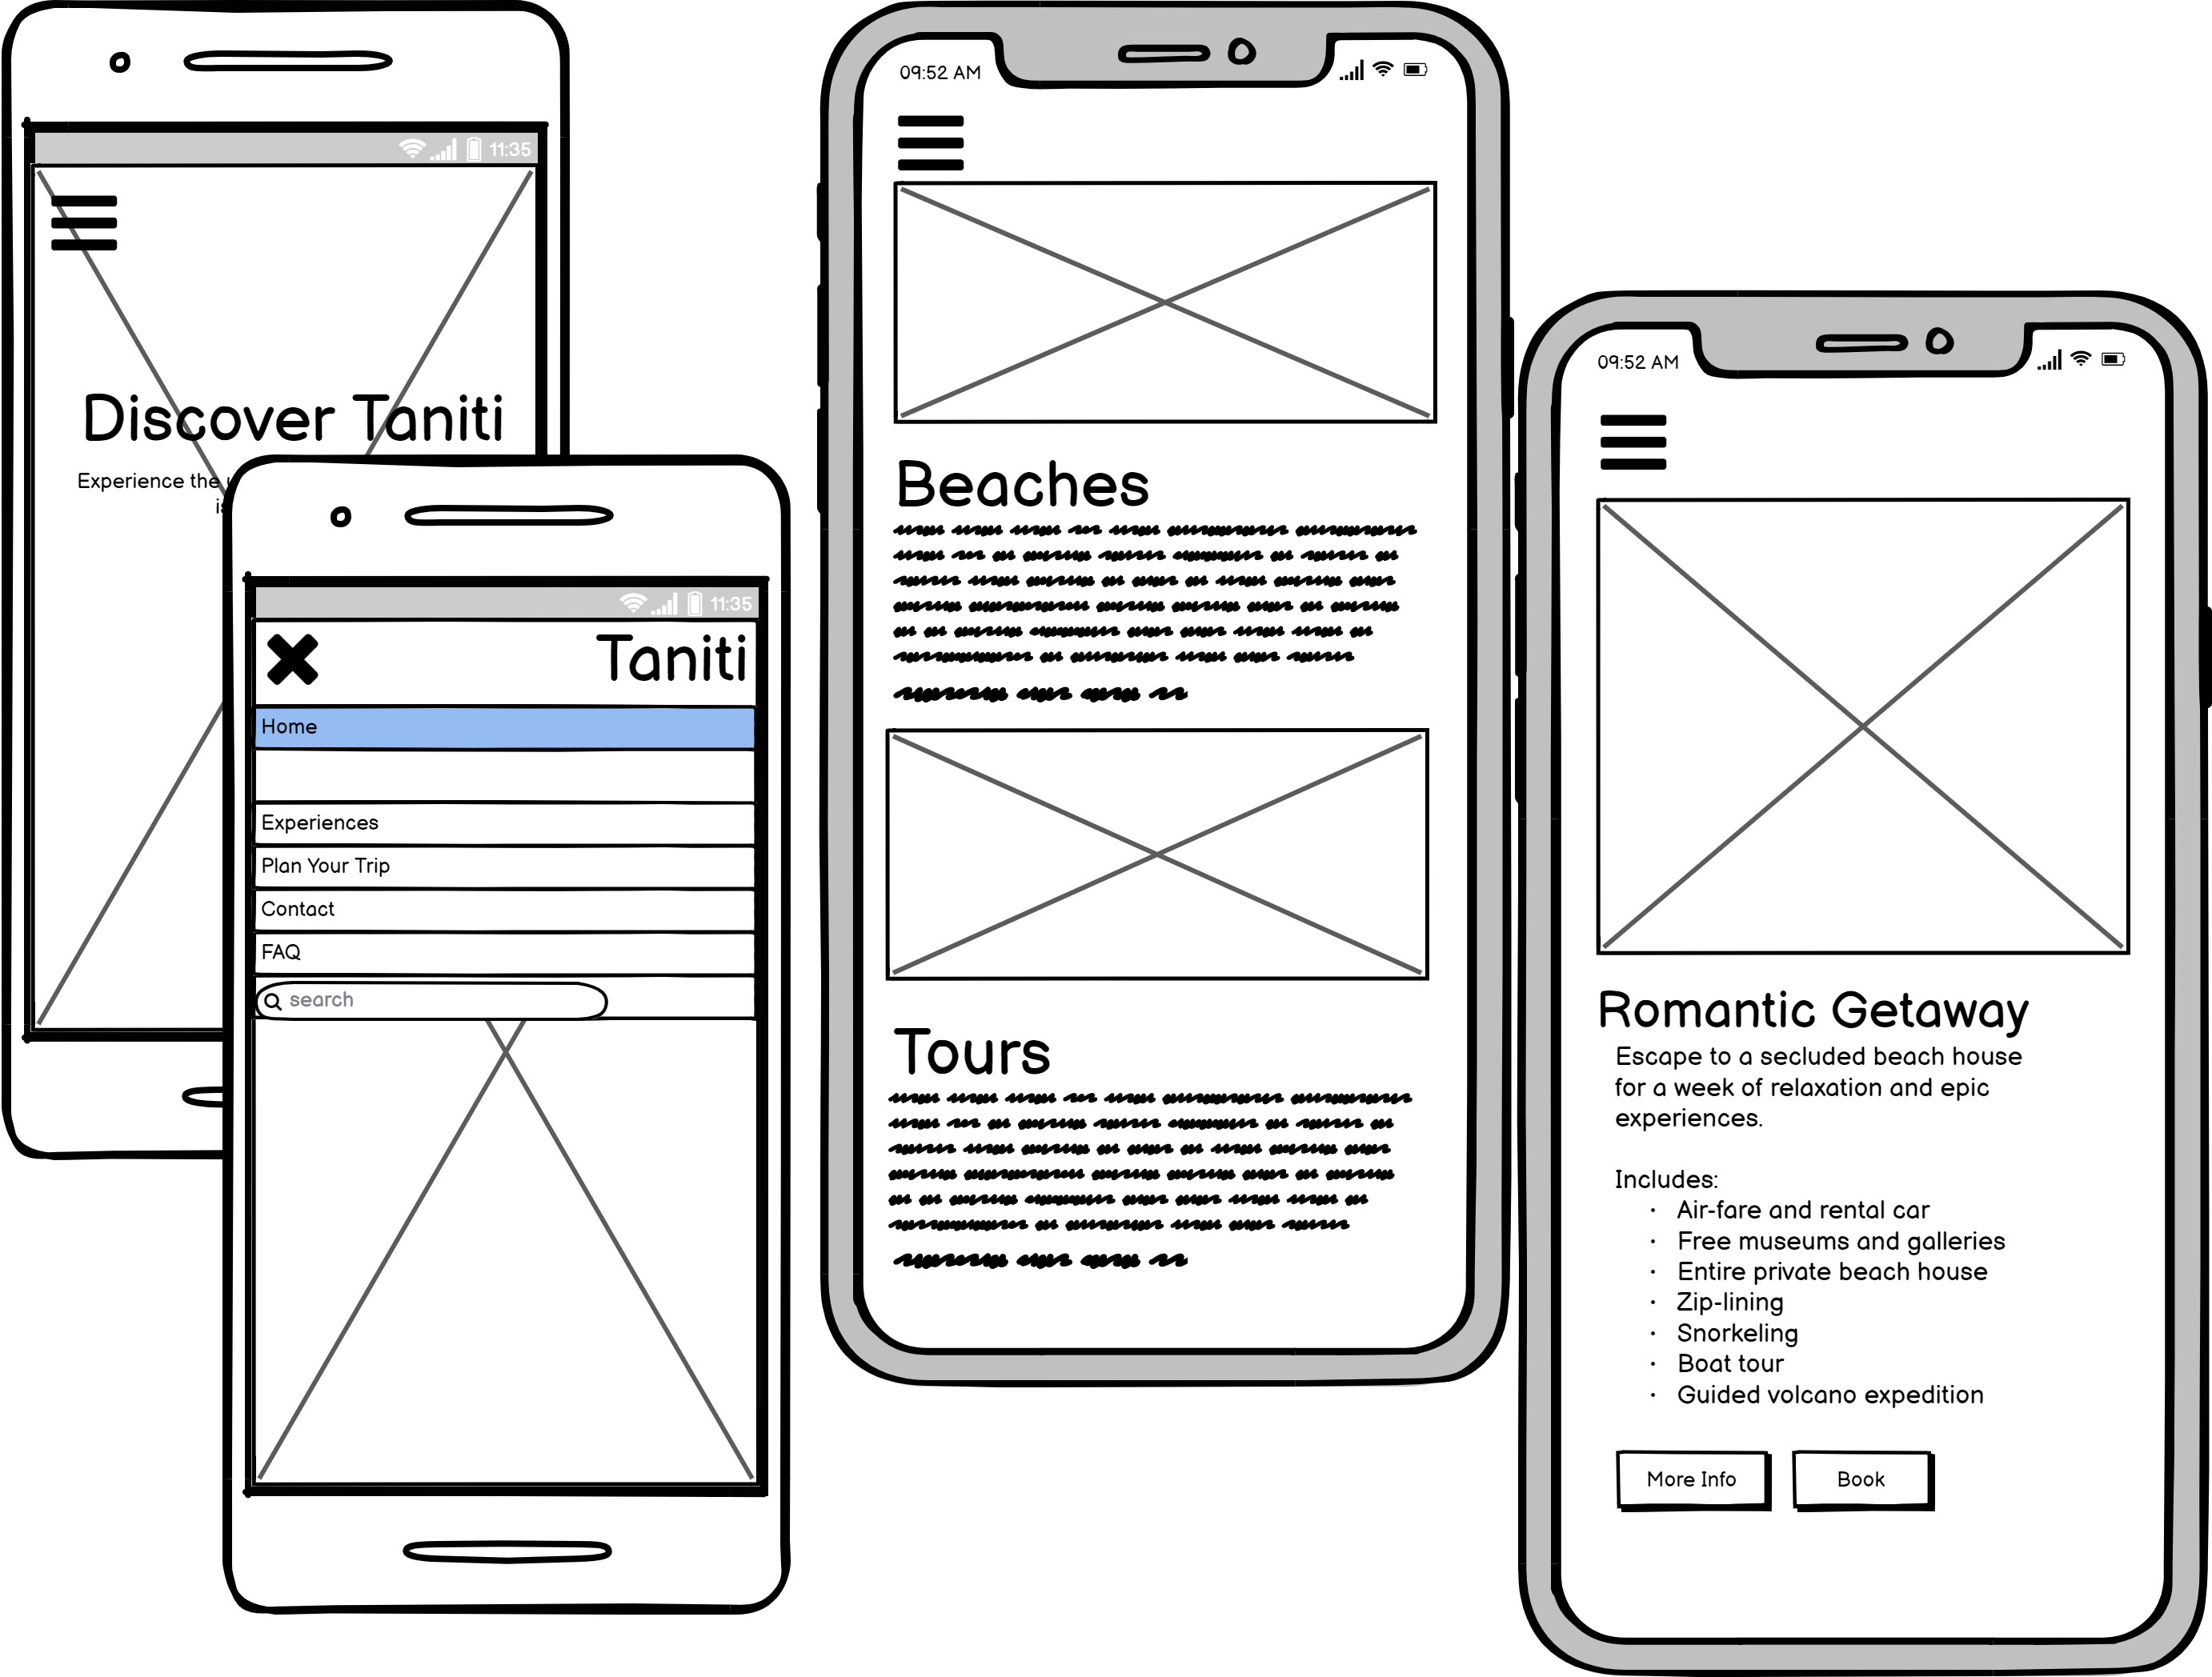 11:35
Discover Taniti
Experience the
11:35
Taniti
Home
Experiences
Plan Your Trip
Contact
FAQ
search
09:52 AM
Beaches
Tours
09:52 AM
Romantic Getaway
Escape to a secluded beach house
for a week of relaxation and epic
experiences.
Includes:
· Air-fare and rental car
· Free museums and galleries
· Entire private beach house
· Zip-lining
· Snorkeling
· Boat tour
· Guided volcano expedition
More Info
Book